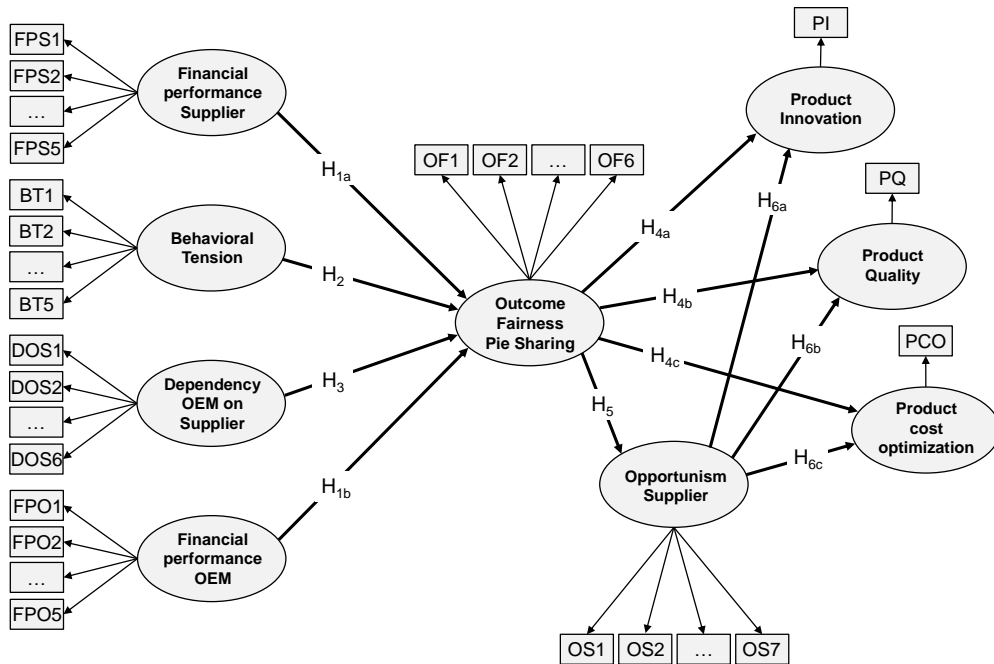 FPS1
FPS2
…
FPS5
Financial
performance
Supplier
H1a
BT1
BT2
…
BT5
Behavioral
Tension
H2
DOS1
DOS2
…
DOS6
Dependency
OEM on
Supplier
H3
FPO1
FPO2
…
FPO5
Financial
performance
OEM
H1b
OF1
OF2
…
OF6
Outcome
Fairness
Pie Sharing
H4a
H4b
H4c
H5
Opportunism
Supplier
OS1
OS2
…
OS7
H6a
H6b
H6c
PI
Product
Innovation
PQ
Product
Quality
PCO
Product
cost
optimization